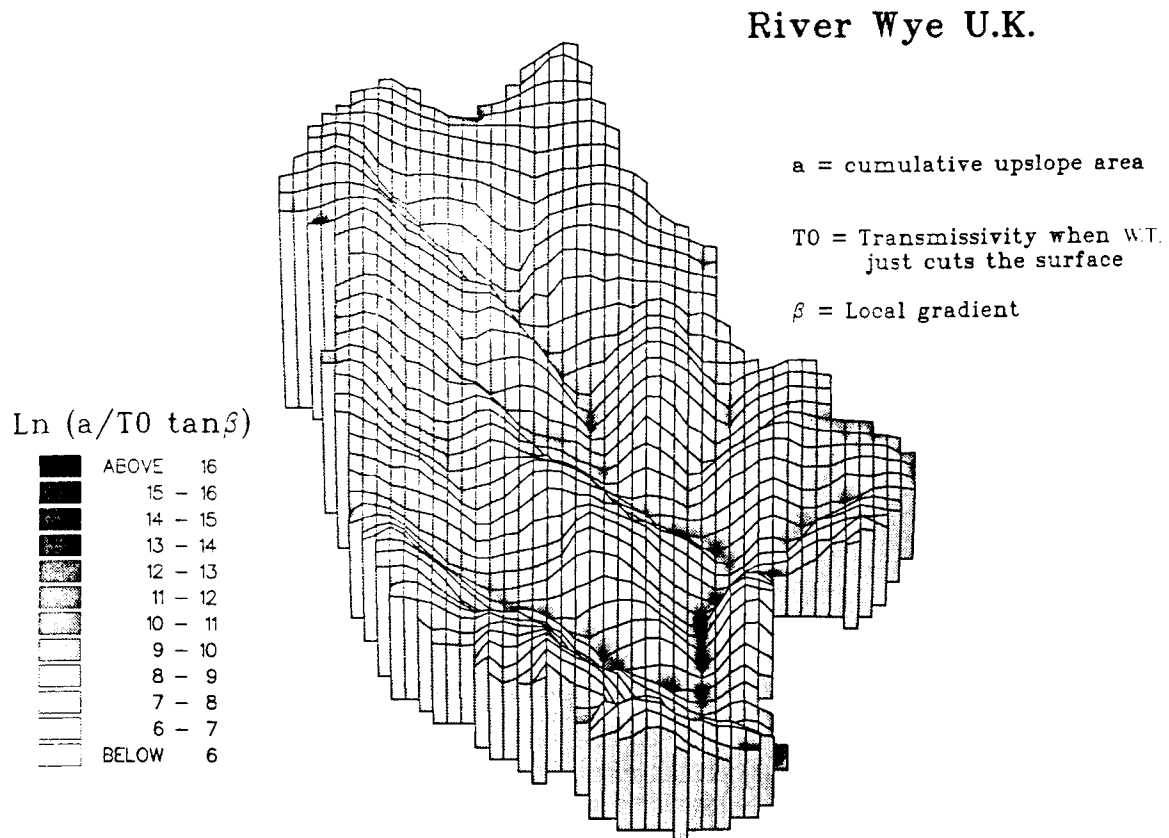 River Wye U.K.
a = cumulative upslope area
T0 = Transmissivity when W.T.
just cuts the surface
β = Local gradient
Ln (a/T0 tanβ)
ABOVE 16
15 – 16
14 – 15
13 – 14
12 – 13
11 – 12
10 – 11
9 – 10
8 – 9
7 – 8
6 – 7
BELOW 6